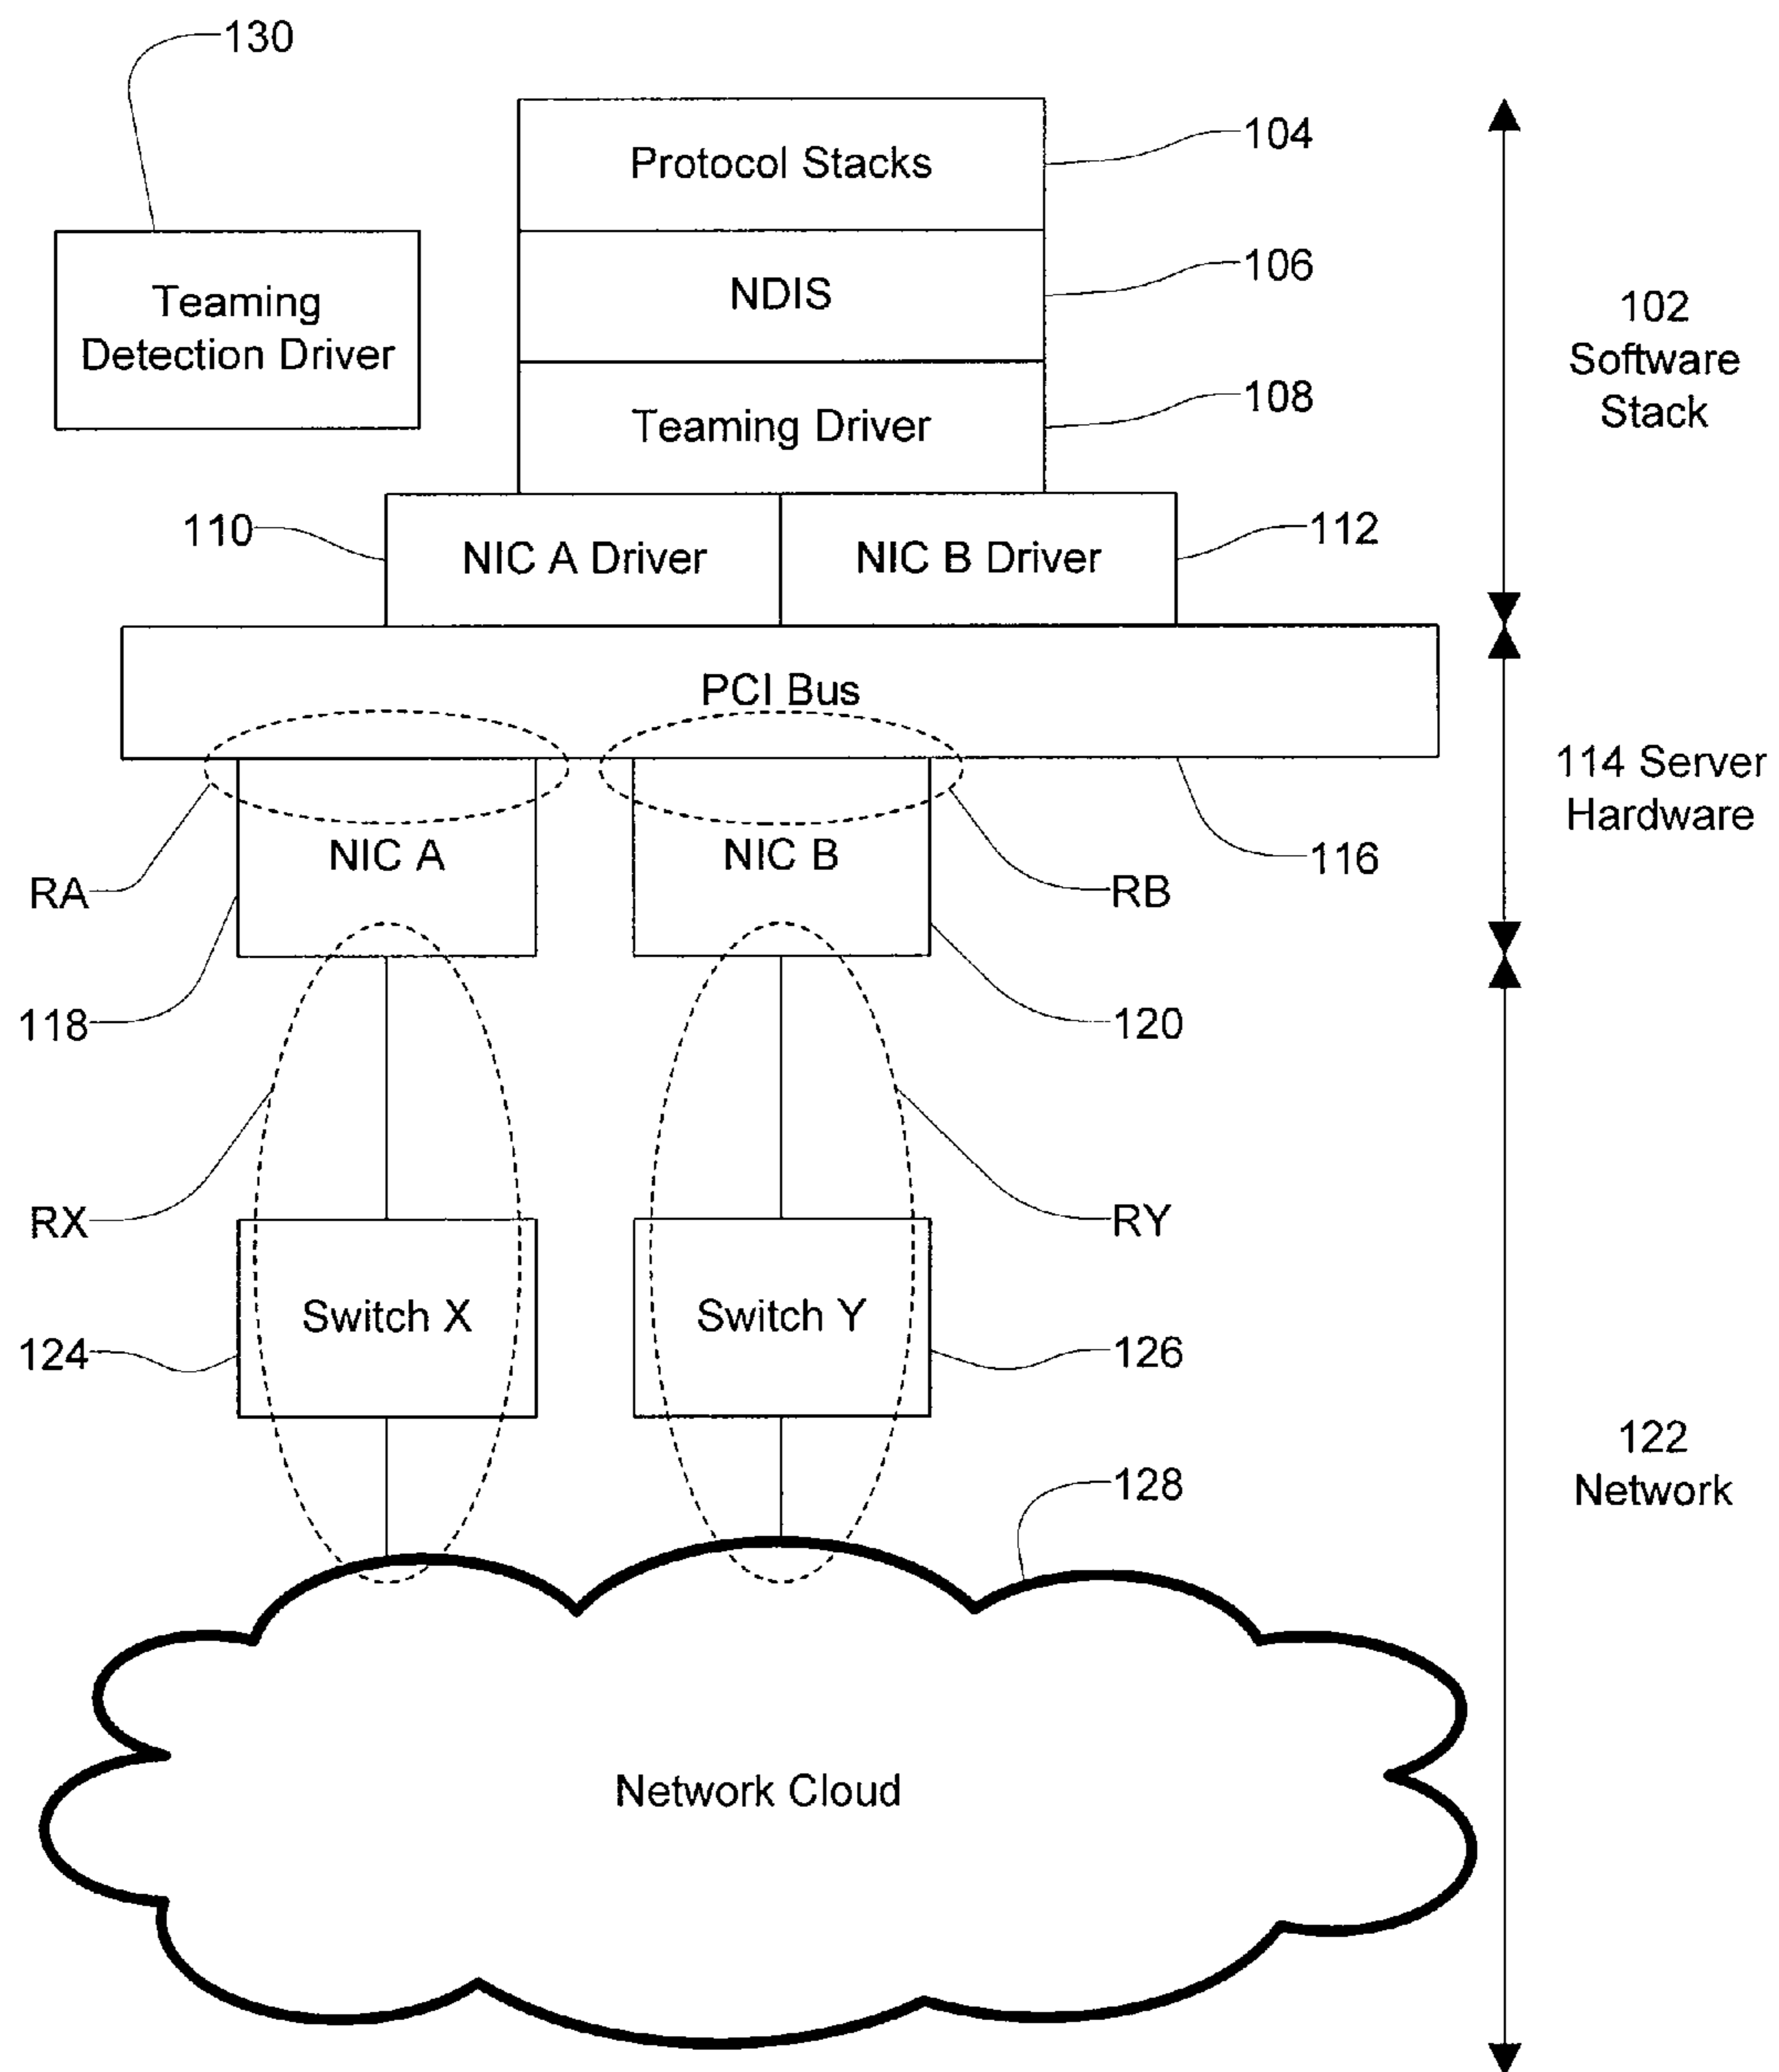 130
Protocol Stacks
104
Teaming
Detection Driver
NDIS
106
102
Software
Stack
Teaming Driver
108
110
NIC A Driver
NIC B Driver
112
PCI Bus
114 Server
Hardware
NIC A
NIC B
116
RA
RB
118
120
RX
RY
Switch X
Switch Y
124
126
122
Network
128
Network Cloud